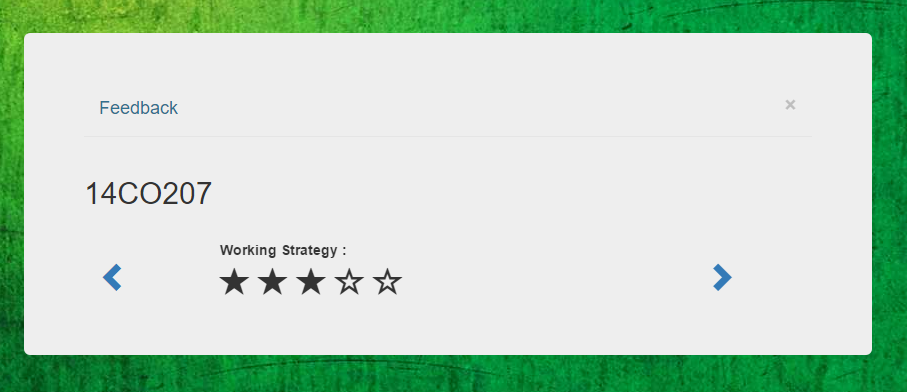 Feedback
×
14CO207
Working Strategy :